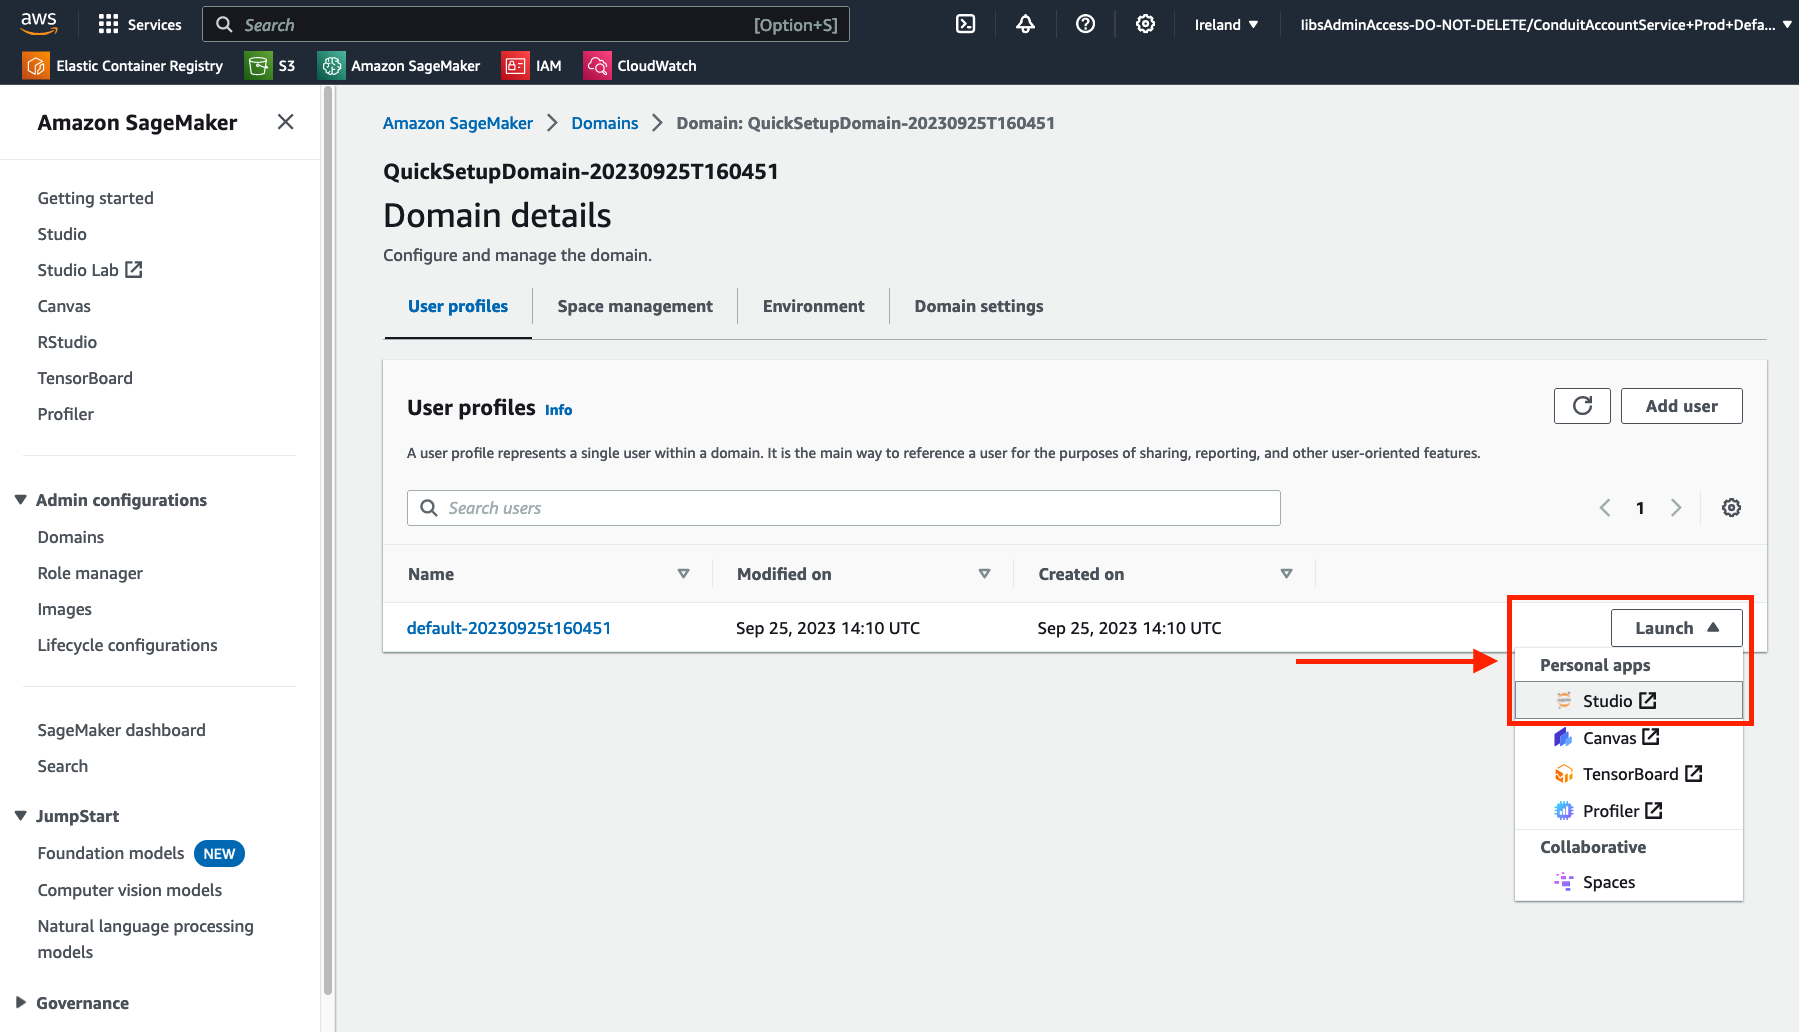 aws
Services
Search
[Option+S]
Ireland
IibsAdminAccess-DO-NOT-DELETE/ConduitAccountService+Prod+Defa...
Elastic Container Registry
S3
Amazon SageMaker
IAM
CloudWatch
Amazon SageMaker
Getting started
Studio
Studio Lab
Canvas
RStudio
TensorBoard
Profiler
Admin configurations
Domains
Role manager
Images
Lifecycle configurations
SageMaker dashboard
Search
JumpStart
Foundation models NEW
Computer vision models
Natural language processing
models
Governance
Amazon SageMaker > Domains > Domain: QuickSetupDomain-20230925T160451
QuickSetupDomain-20230925T160451
Domain details
Configure and manage the domain.
User profiles
Space management
Environment
Domain settings
User profiles Info
Add user
A user profile represents a single user within a domain. It is the main way to reference a user for the purposes of sharing, reporting, and other user-oriented features.
Search users
1
Name
Modified on
Created on
default-20230925t160451
Sep 25, 2023 14:10 UTC
Sep 25, 2023 14:10 UTC
Launch
Personal apps
Studio
Canvas
TensorBoard
Profiler
Collaborative
Spaces